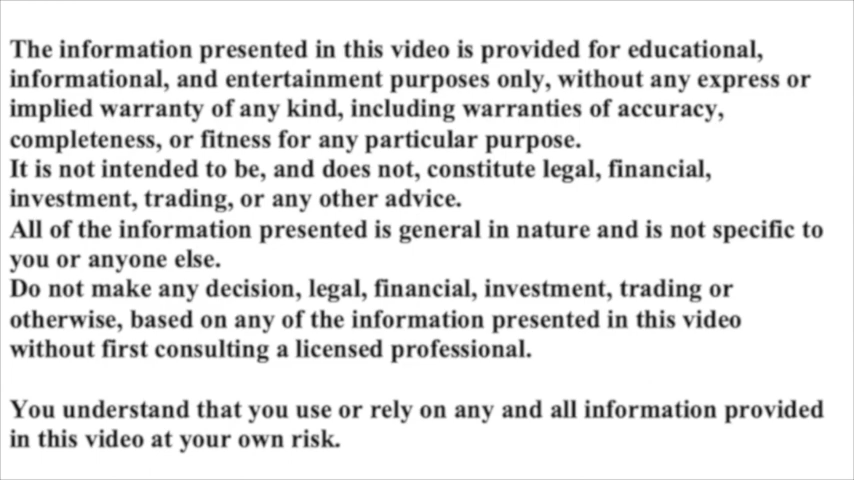 The information presented in this video is provided for educational,
informational, and entertainment purposes only, without any express or
implied warranty of any kind, including warranties of accuracy,
completeness, or fitness for any particular purpose.
It is not intended to be, and does not, constitute legal, financial,
investment, trading, or any other advice.
All of the information presented is general in nature and is not specific to
you or anyone else.
Do not make any decision, legal, financial, investment, trading or
otherwise, based on any of the information presented in this video
without first consulting a licensed professional.
You understand that you use or rely on any and all information provided
in this video at your own risk.